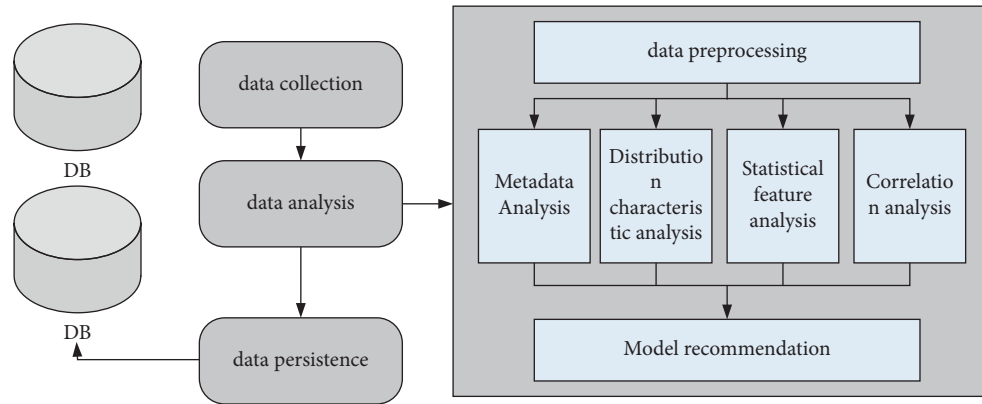 DB
DB
data collection
data analysis
data persistence
data preprocessing
Metadata
Analysis
Distributio
n
characteris
tic analysis
Statistical
feature
analysis
Correlatio
n analysis
Model recommendation